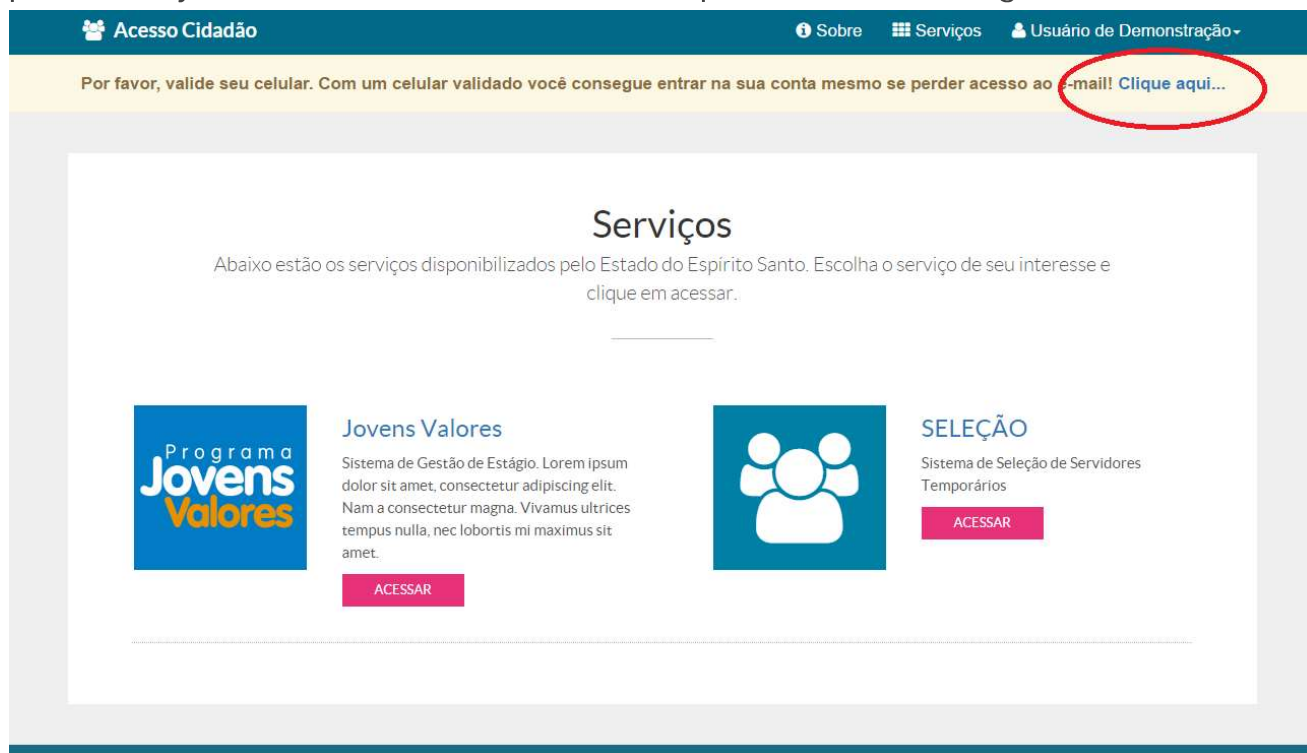 Acesso Cidadão
Sobre Serviços Usuário de Demonstração
Por favor, valide seu celular. Com um celular validado você consegue entrar na sua conta mesmo se perder acesso ao e-mail! Clique aqui...
Serviços
Abaixo estão os serviços disponibilizados pelo Estado do Espírito Santo. Escolha o serviço de seu interesse e
clique em acessar.
Programa
Jovens
Valores
Jovens Valores
Sistema de Gestão de Estágio. Lorem ipsum
dolor sit amet, consectetur adipiscing elit.
Nam a consectetur magna. Vivamus ultrices
tempus nulla, nec lobortis mi maximus sit
amet.
ACESSAR
SELEÇÃO
Sistema de Seleção de Servidores
Temporários
ACESSAR